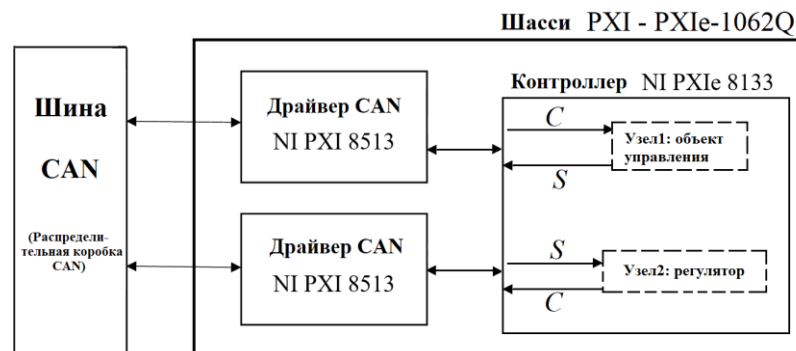 Шасси PXI - PXIe-1062Q
Шина
CAN
(Распредели-
тельная коробка
CAN)
Драйвер CAN
NI PXI 8513
Драйвер CAN
NI PXI 8513
Контроллер NI PXIe 8133
C
Узел1: объект
управления
S
S
Узел2: регулятор
C